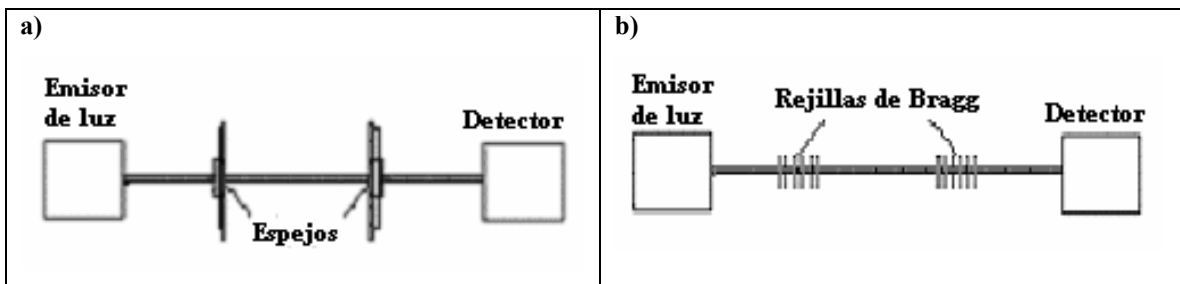 a)
Emisor
de luz
Detector
Espejos
b)
Emisor
de luz
Rejillas de Bragg
Detector